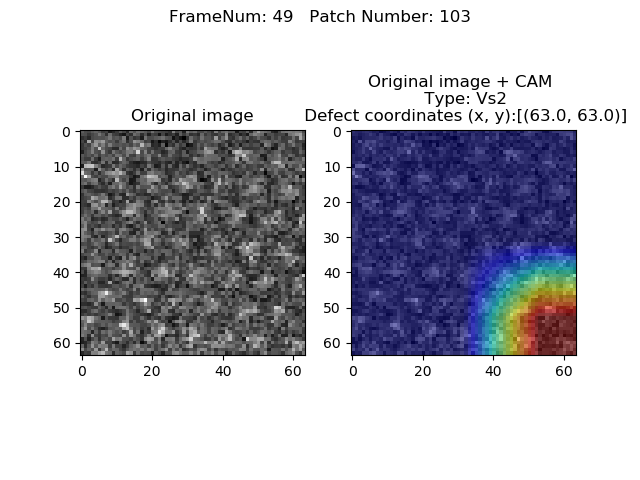 FrameNum: 49   Patch Number: 103
Original image
Original image + CAM
Type: Vs2
Defect coordinates (x, y):[(63.0, 63.0)]
0
10
20
30
40
50
60
0 20 40 60
0
10
20
30
40
50
60
0 20 40 60